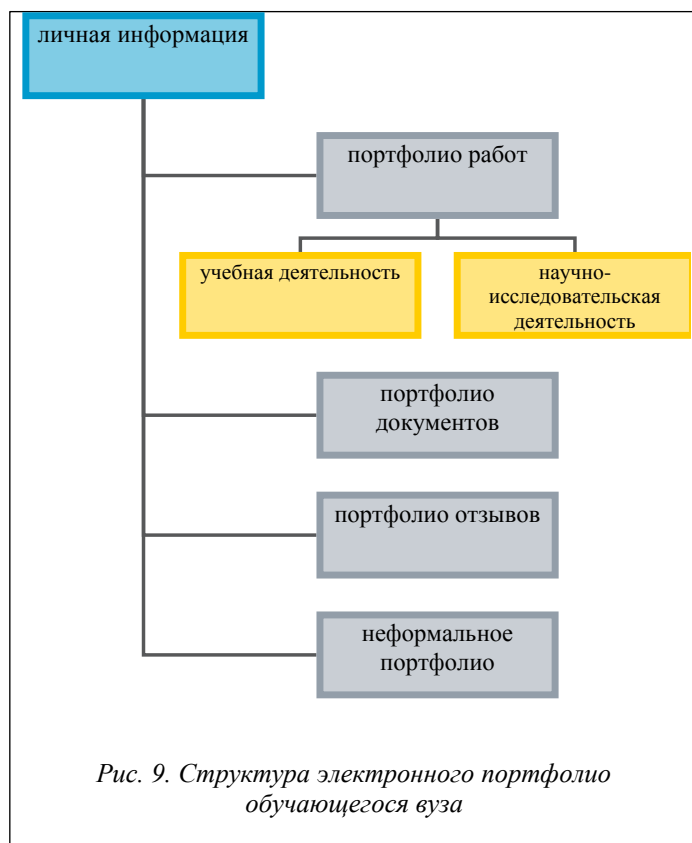 личная информация
портфолио работ
учебная деятельность
научно-
исследовательская
деятельность
портфолио
документов
портфолио отзывов
неформальное
портфолио
Рис. 9. Структура электронного портфолио
обучающегося вуза